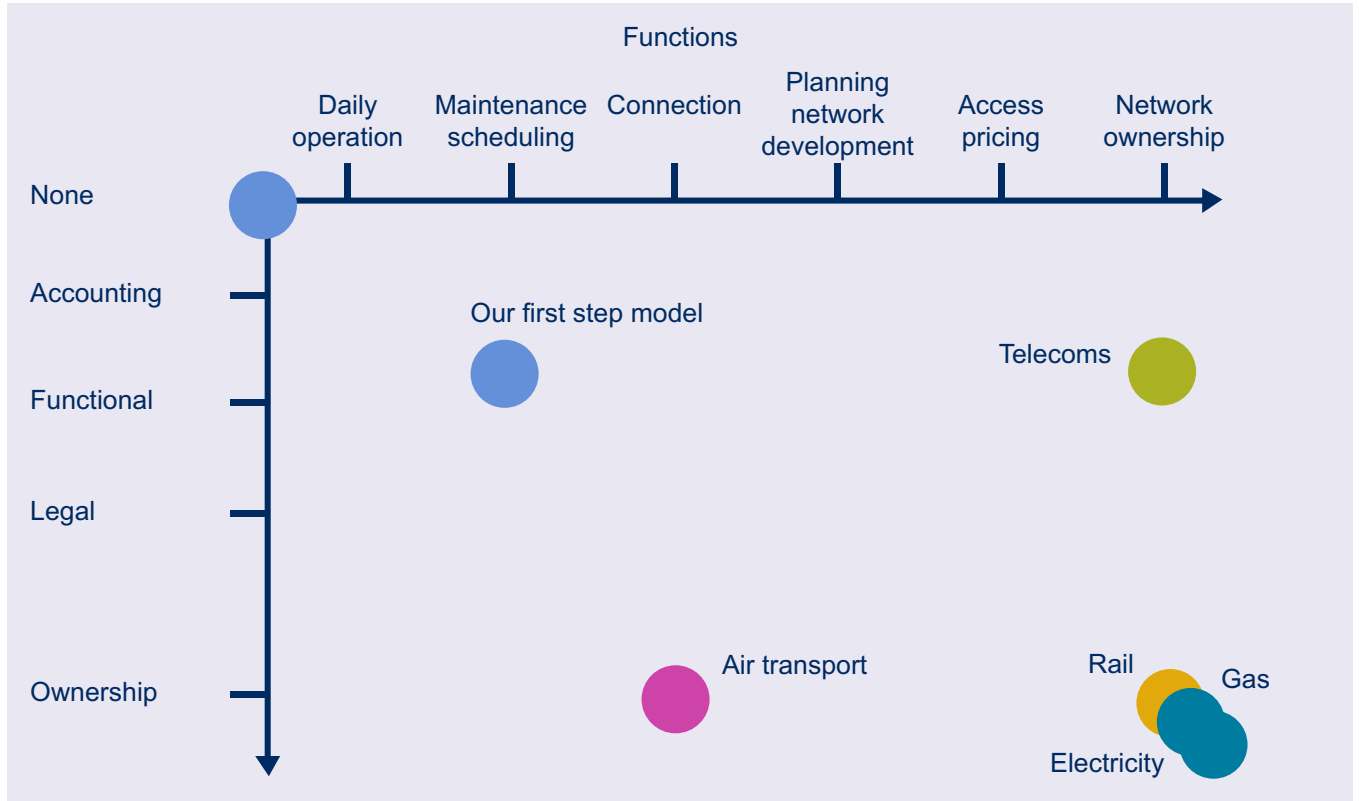 Functions
Daily
operation
Maintenance
scheduling
Connection
Planning
network
development
Access
pricing
Network
ownership
None
Accounting
Our first step model
Telecoms
Functional
Legal
Rail
Gas
Air transport
Ownership
Electricity